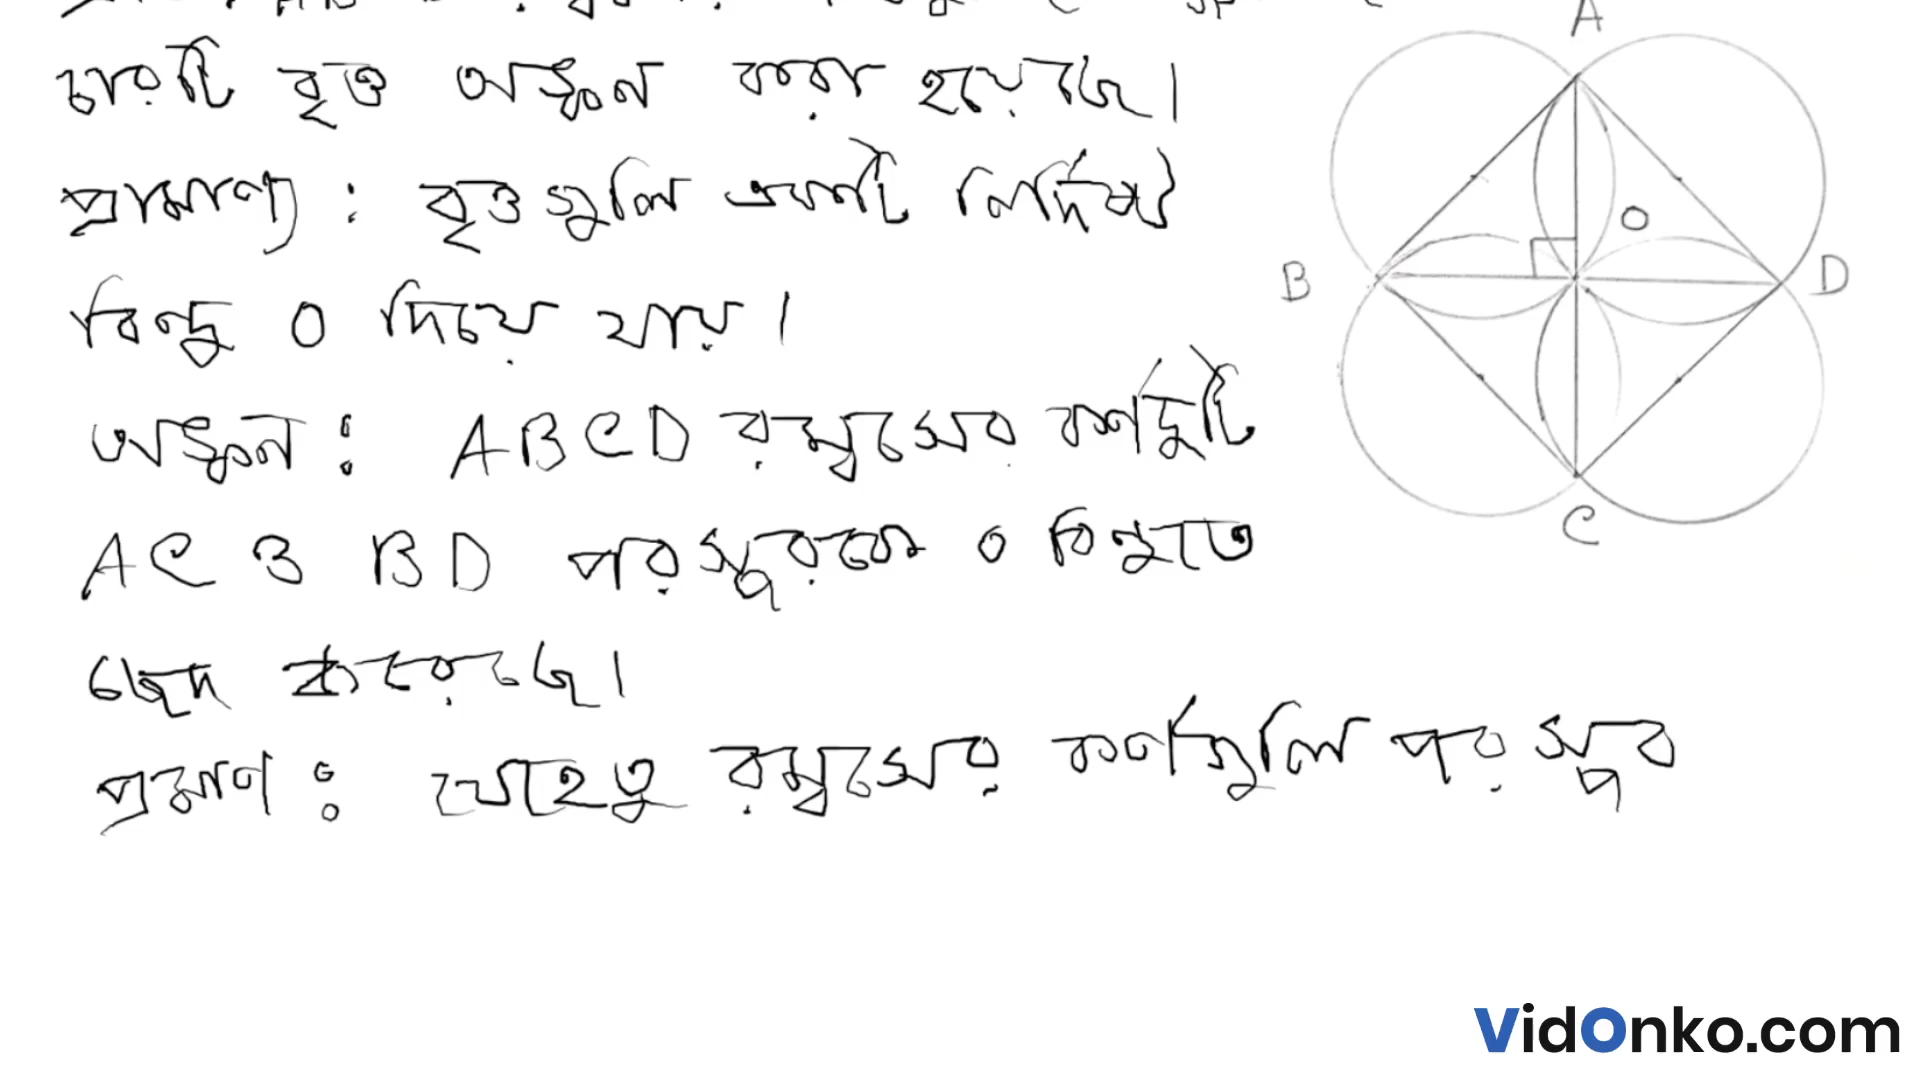 চারটি বৃত্ত অঙ্কন করা হয়েছে।
প্রামাণ্য : বৃত্তগুলি একটি নির্দিষ্ট
বিন্দু O দিয়ে যায়।
অঙ্কন : ABCD রম্বসের কর্ণদুটি
AC ও BD পরস্পরকে O বিন্দুতে
ছেদ করেছে।
প্রমাণ : যেহেতু রম্বসের কর্ণগুলি পরস্পর
A
O
B
D
C
VidOnko.com